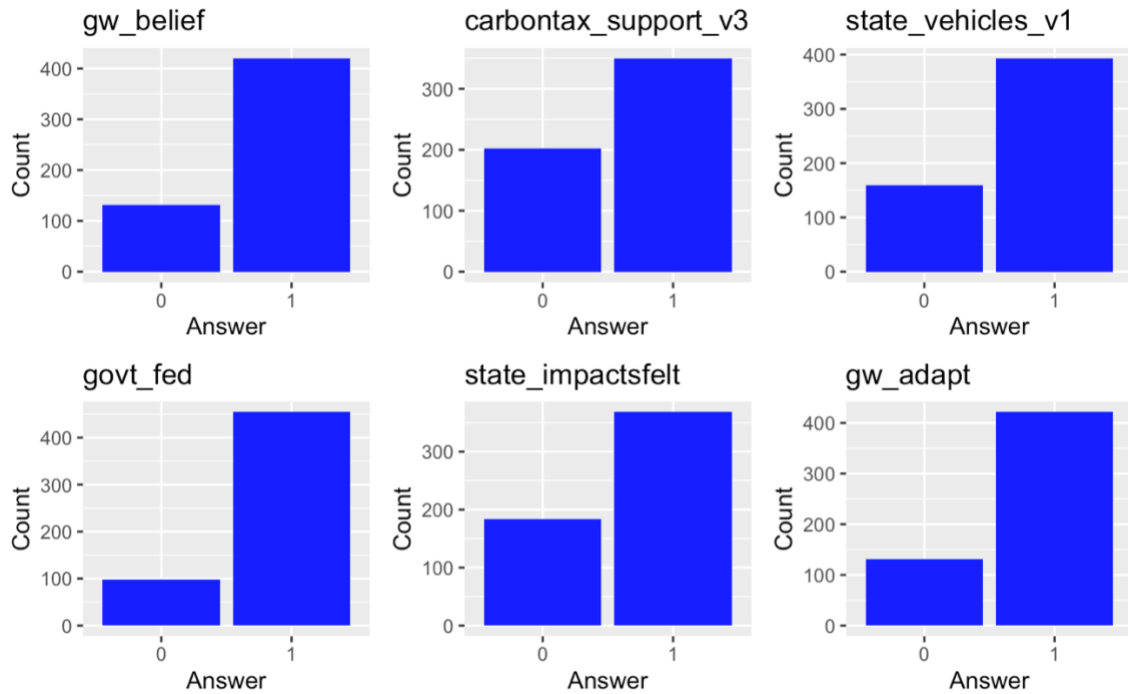 gw_belief
Count
400
300
200
100
0
0 1
Answer
carbontax_support_v3
Count
300
200
100
0
0 1
Answer
state_vehicles_v1
Count
400
300
200
100
0
0 1
Answer
govt_fed
Count
400
300
200
100
0
0 1
Answer
state_impactsfelt
Count
300
200
100
0
0 1
Answer
gw_adapt
Count
400
300
200
100
0
0 1
Answer